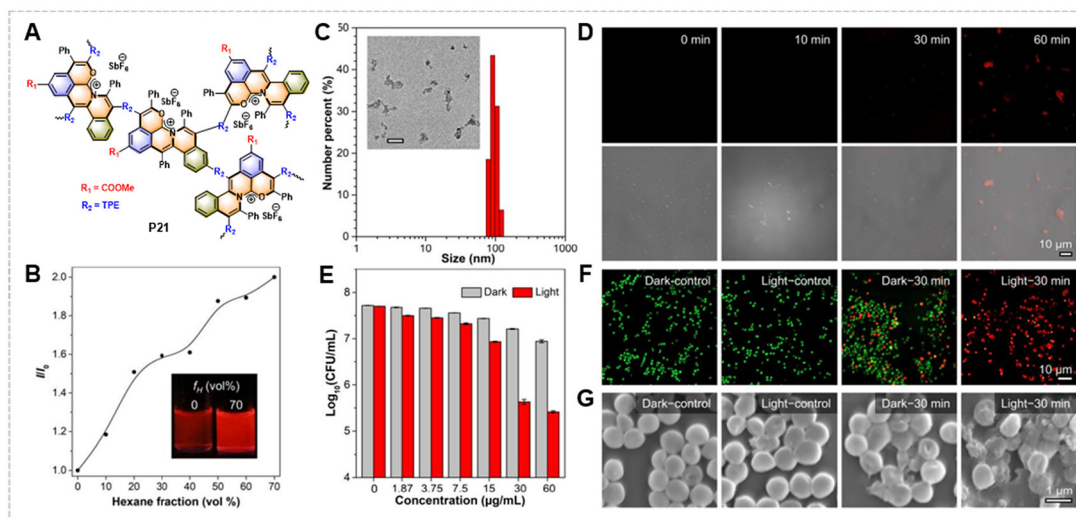 A
Ph
R2
SbF6
⊖
R1
O
N
⊕
Ph
Ph
R2
SbF6
⊖
R1
R2
Ph
O
N
⊕
Ph
R2
Ph
R2
Ph
O
N
⊕
Ph
SbF6
⊖
R1
Ph
R2
R1
R2
Ph
O
N
⊕
Ph
SbF6
⊖
R2
R1 = COOMe
R2 = TPE
P21
B
I/I0
2.0
1.8
1.6
1.4
1.2
1.0
fH (vol%)
0 70
0 10 20 30 40 50 60 70
Hexane fraction (vol %)
C
Number percent (%)
50
40
30
20
10
0
1 10 100 1000
Size (nm)
D
0 min 10 min 30 min 60 min
10 µm
E
Dark Light
Log10(CFU/mL)
8
7
6
5
4
0 1.87 3.75 7.5 15 30 60
Concentration (µg/mL)
F
Dark−control Light−control Dark−30 min Light−30 min
10 µm
G
Dark−control Light−control Dark−30 min Light−30 min
1 µm